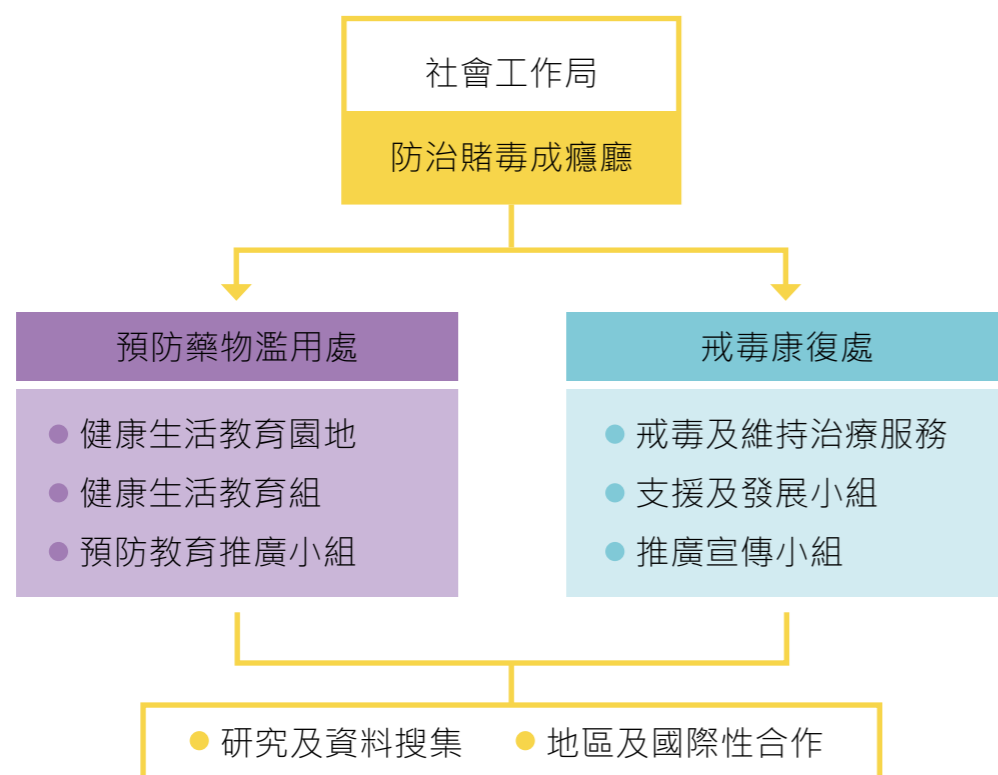 社會工作局
防治賭毒成癮廳
預防藥物濫用處
健康生活教育園地
健康生活教育組
預防教育推廣小組
戒毒康復處
戒毒及維持治療服務
支援及發展小組
推廣宣傳小組
研究及資料搜集
地區及國際性合作